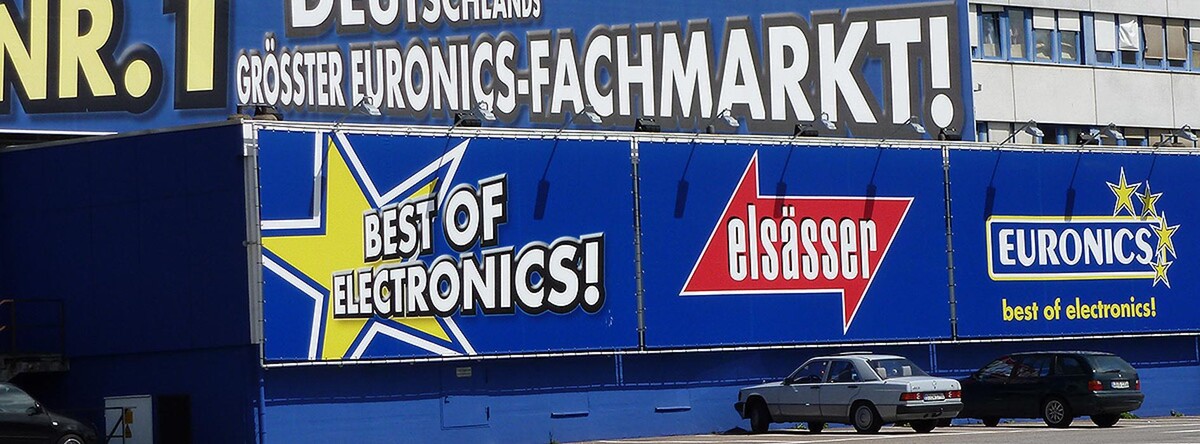 NR. 1
DEUTSCHLANDS
GRÖSSTER EURONICS-FACHMARKT!
BEST OF
ELECTRONICS!
elsässer
EURONICS
best of electronics!